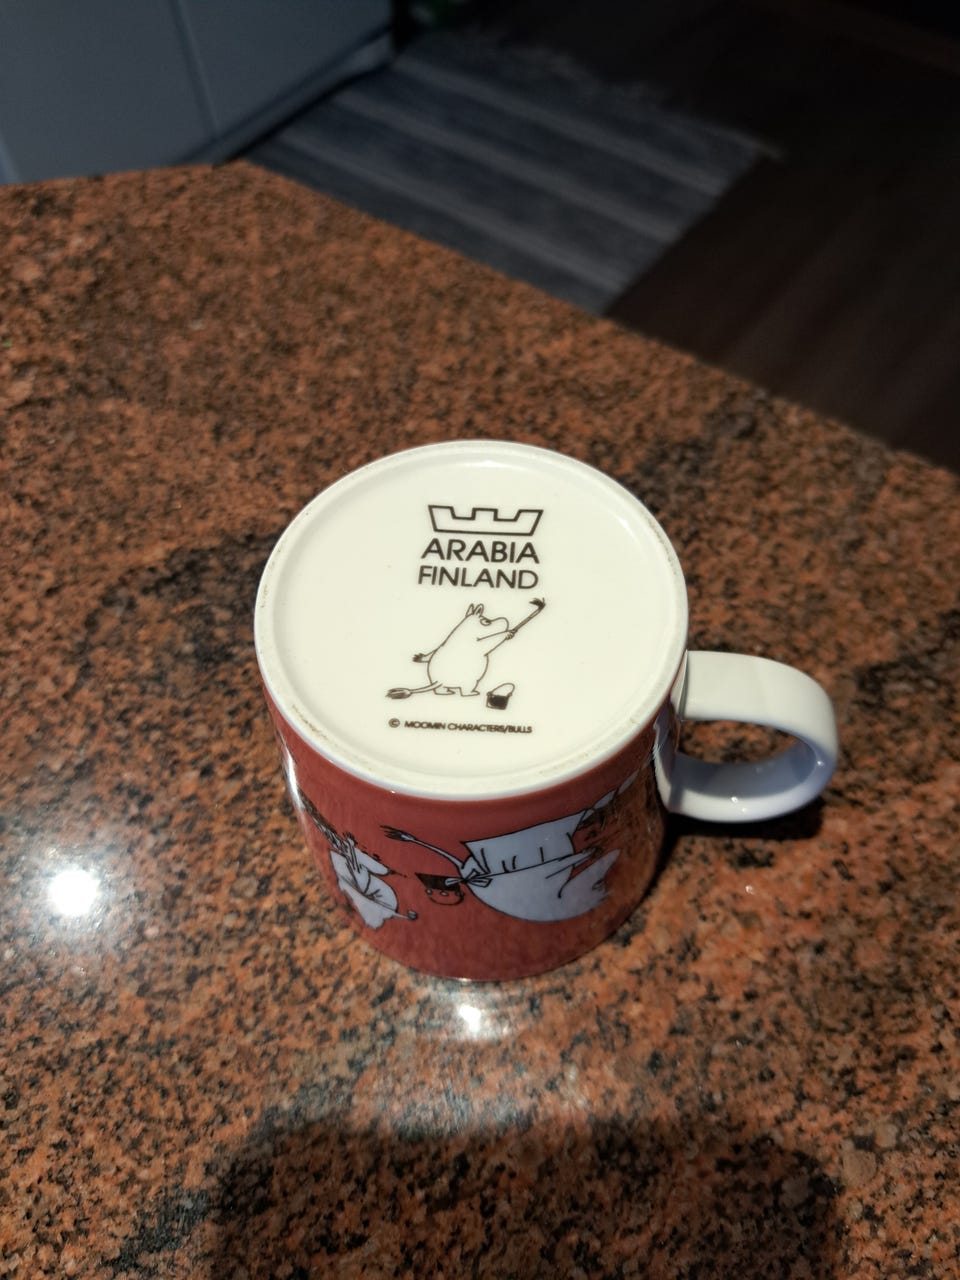 ARABIA
FINLAND
© MOOMIN CHARACTERS/BULLS